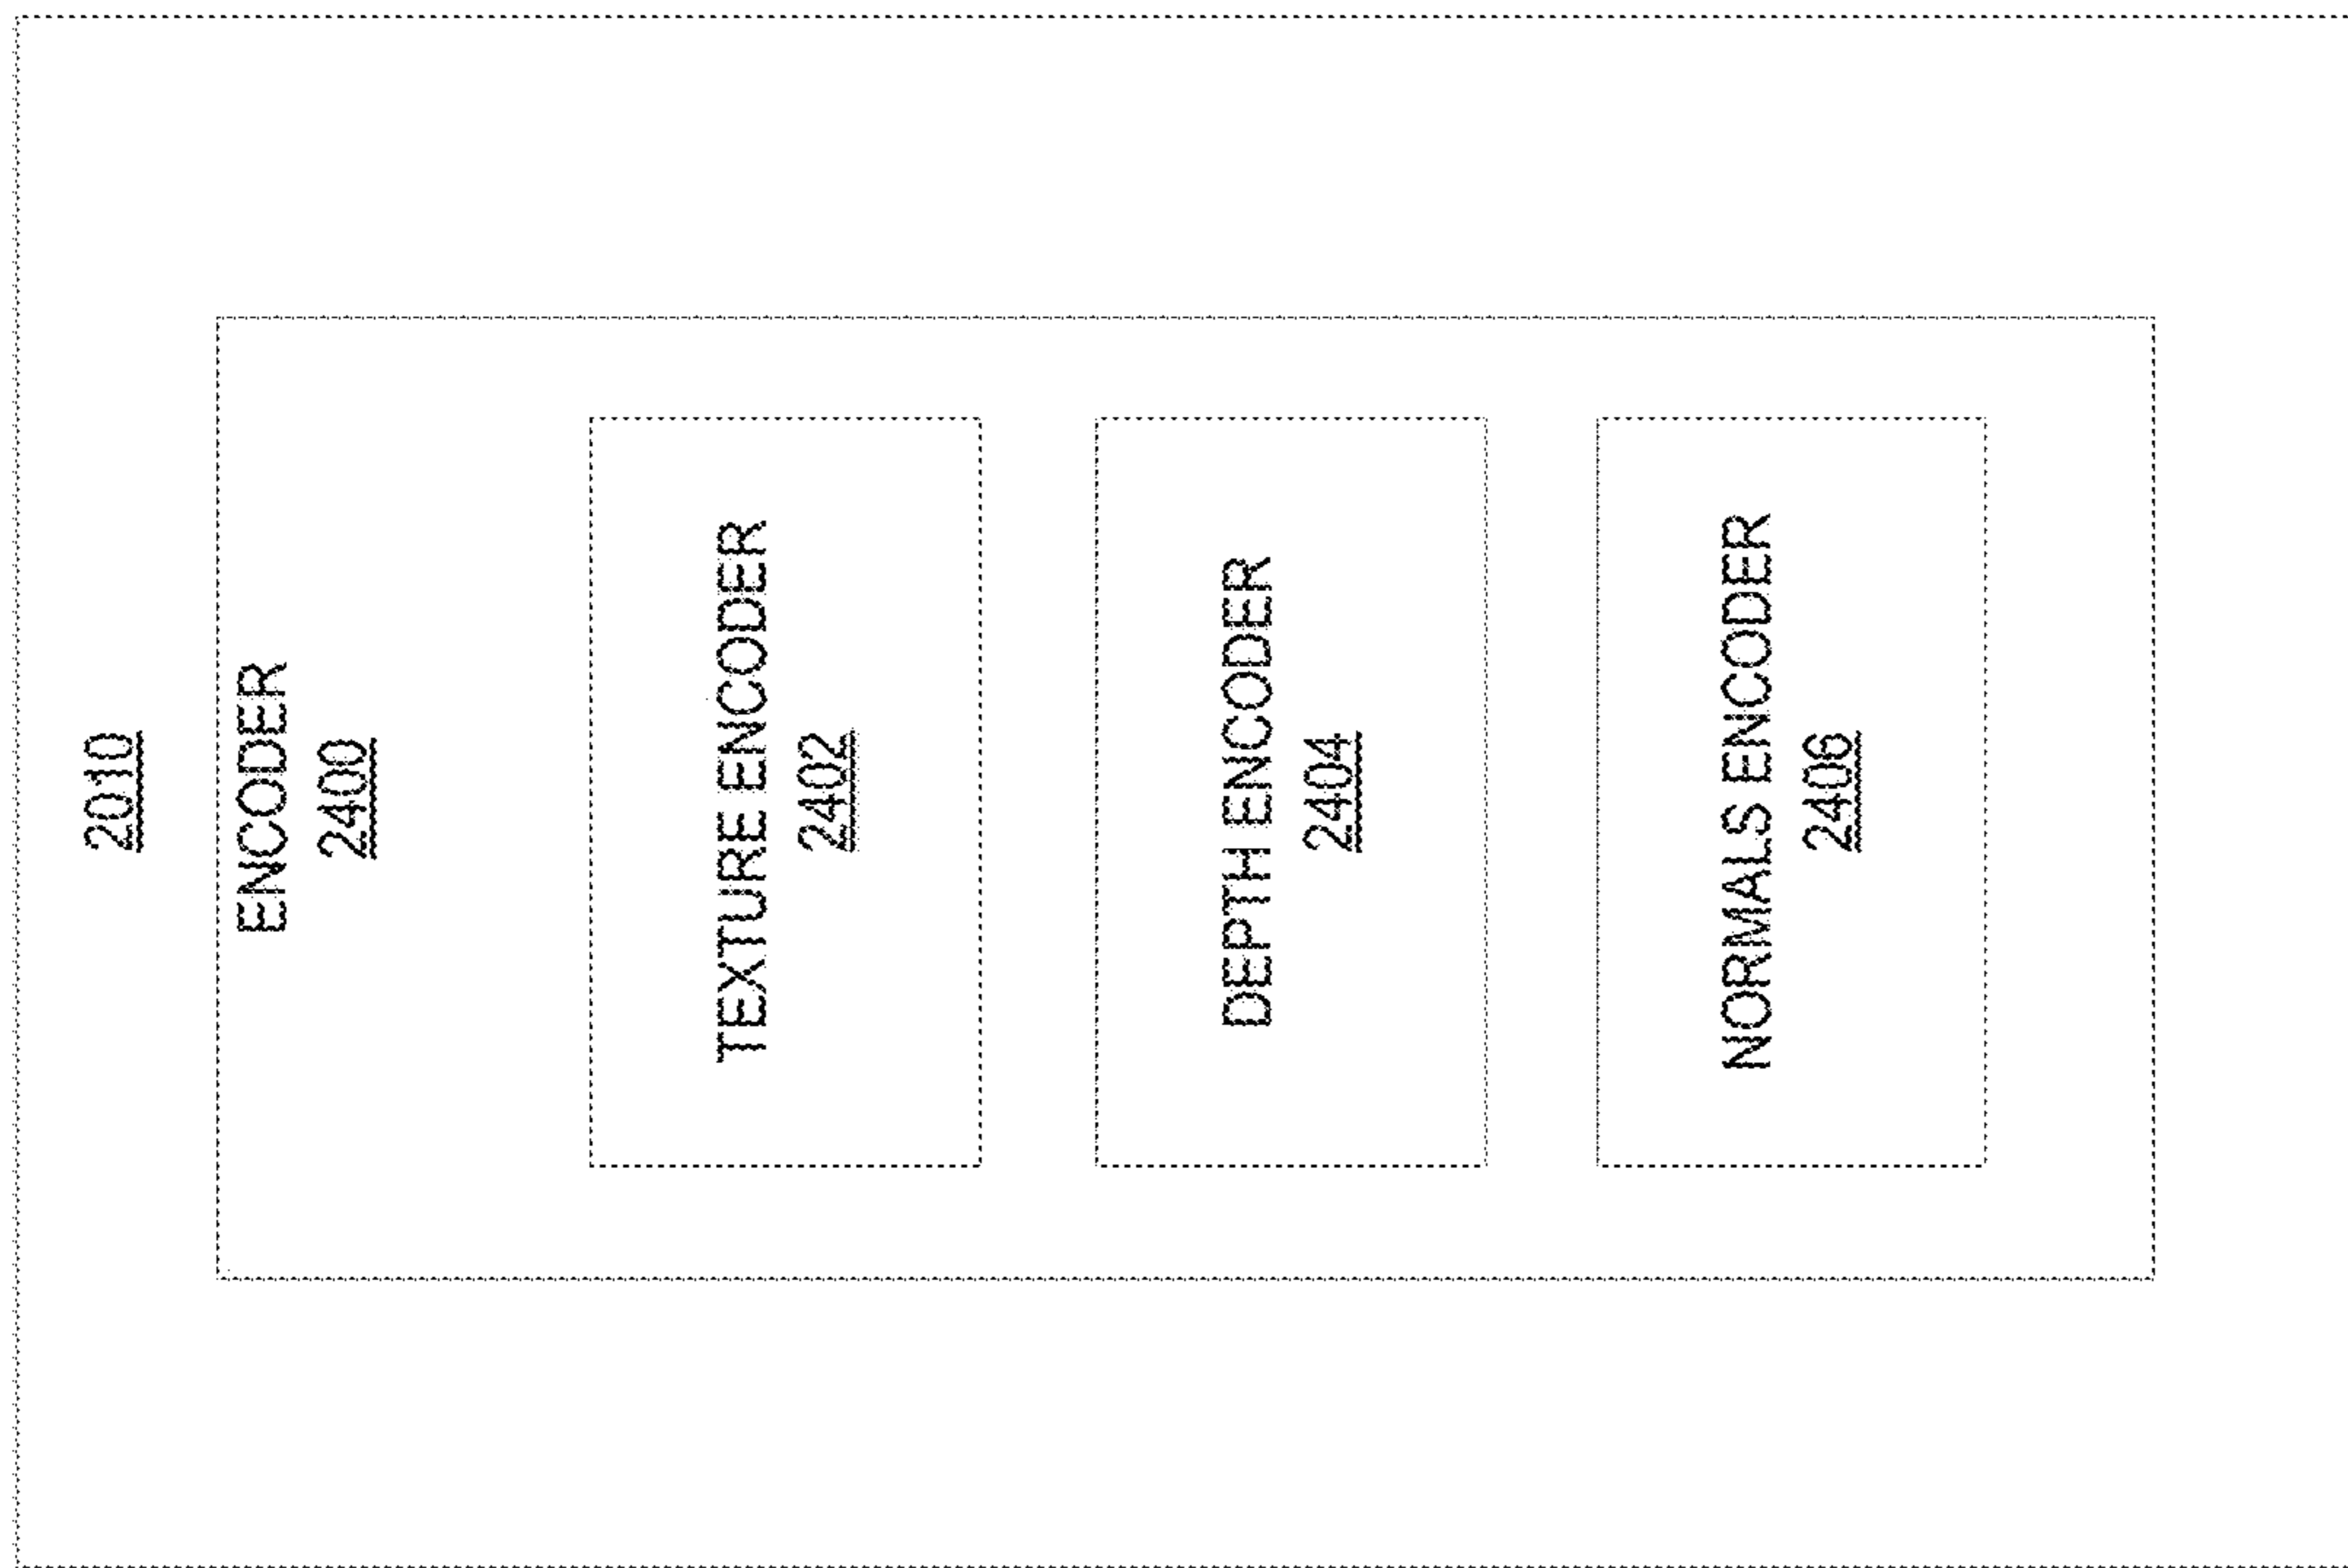 2010
ENCODER
2400
TEXTURE ENCODER
2402
DEPTH ENCODER
2404
NORMALS ENCODER
2406